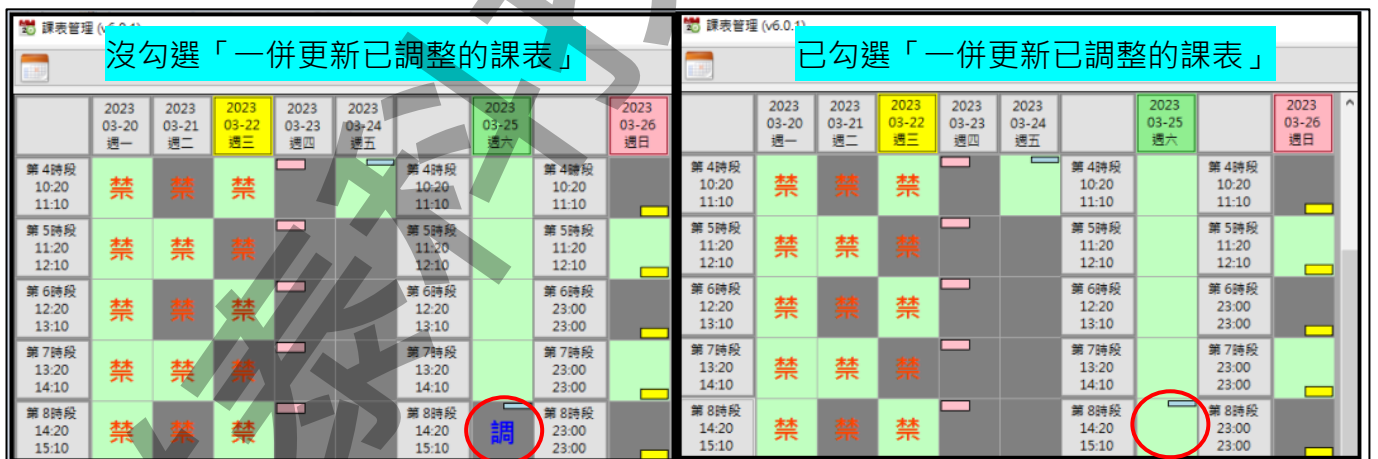 課表管理 (v6.0.1)
沒勾選「一併更新已調整的課表」
2023 2023 2023 2023 2023 2023 2023
03-20 03-21 03-22 03-23 03-24 03-25 03-26
週一 週二 週三 週四 週五 週六 週日
第 4時段 第 4時段 第 4時段
10:20 禁 禁 禁 10:20 10:20
11:10 11:10 11:10
第 5時段 第 5時段 第 5時段
11:20 禁 禁 禁 11:20 11:20
12:10 12:10 12:10
第 6時段 第 6時段 第 6時段
12:20 禁 禁 禁 12:20 23:00
13:10 13:10 23:00
第 7時段 第 7時段 第 7時段
13:20 禁 禁 禁 13:20 23:00
14:10 14:10 23:00
第 8時段 第 8時段 第 8時段
14:20 禁 禁 禁 14:20 調 23:00
15:10 15:10 23:00
課表管理 (v6.0.1)
已勾選「一併更新已調整的課表」
2023 2023 2023 2023 2023 2023 2023
03-20 03-21 03-22 03-23 03-24 03-25 03-26
週一 週二 週三 週四 週五 週六 週日
第 4時段 第 4時段 第 4時段
10:20 禁 禁 禁 10:20 10:20
11:10 11:10 11:10
第 5時段 第 5時段 第 5時段
11:20 禁 禁 禁 11:20 11:20
12:10 12:10 12:10
第 6時段 第 6時段 第 6時段
12:20 禁 禁 禁 12:20 23:00
13:10 13:10 23:00
第 7時段 第 7時段 第 7時段
13:20 禁 禁 禁 13:20 23:00
14:10 14:10 23:00
第 8時段 第 8時段 第 8時段
14:20 禁 禁 禁 14:20 23:00
15:10 15:10 23:00